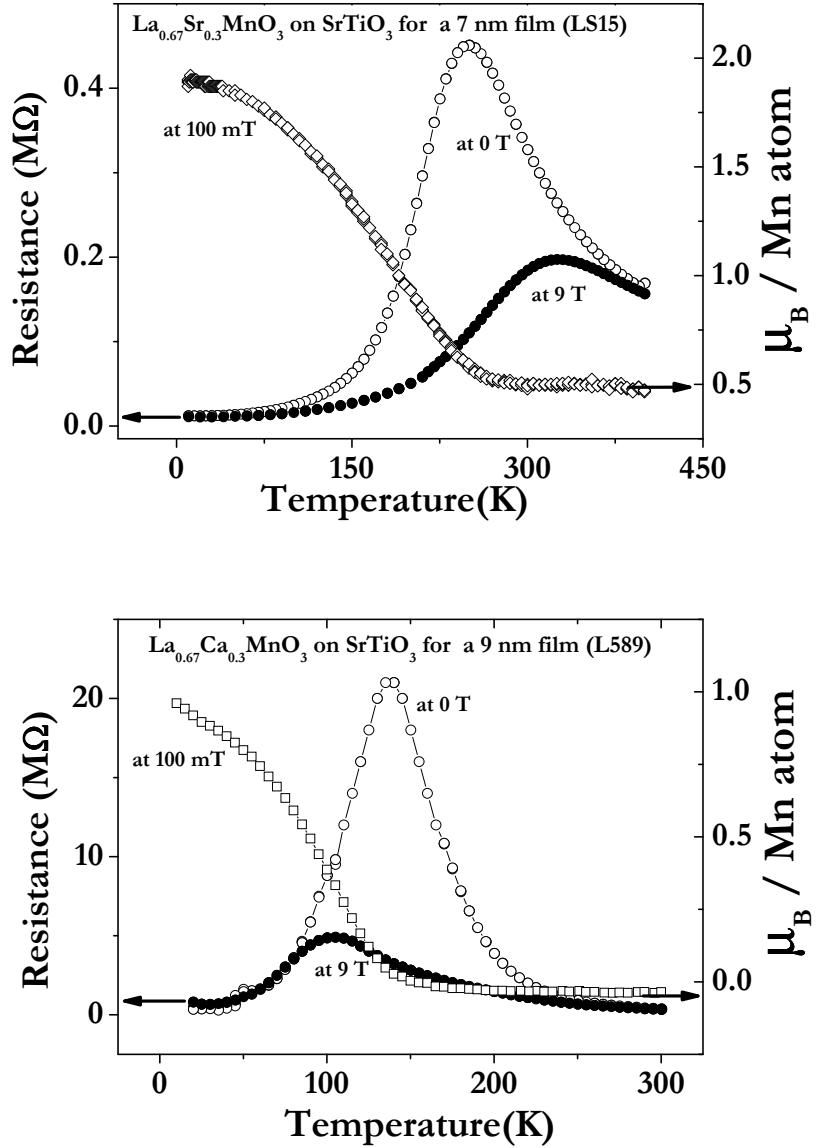 La0.67Sr0.3MnO3 on SrTiO3 for a 7 nm film (LS15)
Resistance (MΩ)
0.4
0.2
0.0
at 100 mT
at 0 T
at 9 T
2.0
1.5
1.0
0.5
μB / Mn atom
0 150 300 450
Temperature(K)
La0.67Ca0.3MnO3 on SrTiO3 for a 9 nm film (L589)
Resistance (MΩ)
20
10
0
at 0 T
at 100 mT
at 9 T
1.0
0.5
0.0
μB / Mn atom
0 100 200 300
Temperature(K)